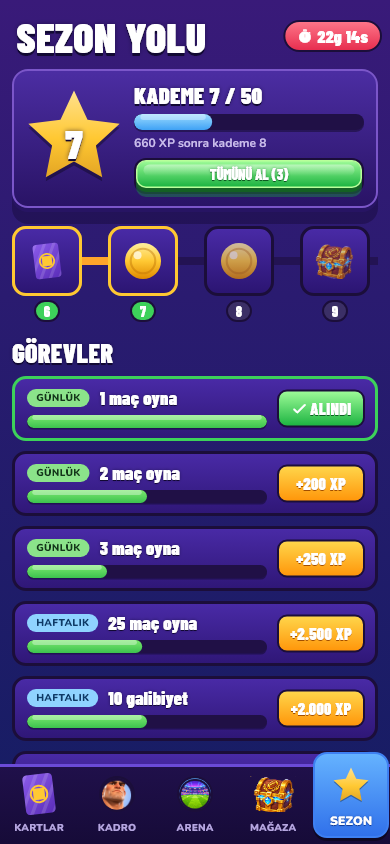 SEZON YOLU
22g 14s
7
KADEME 7 / 50
660 XP sonra kademe 8
TÜMÜNÜ AL (3)
6
7
8
9
GÖREVLER
GÜNLÜK 1 maç oyna
ALINDI
GÜNLÜK 2 maç oyna
+200 XP
GÜNLÜK 3 maç oyna
+250 XP
HAFTALIK 25 maç oyna
+2.500 XP
HAFTALIK 10 galibiyet
+2.000 XP
KARTLAR
KADRO
ARENA
MAĞAZA
SEZON